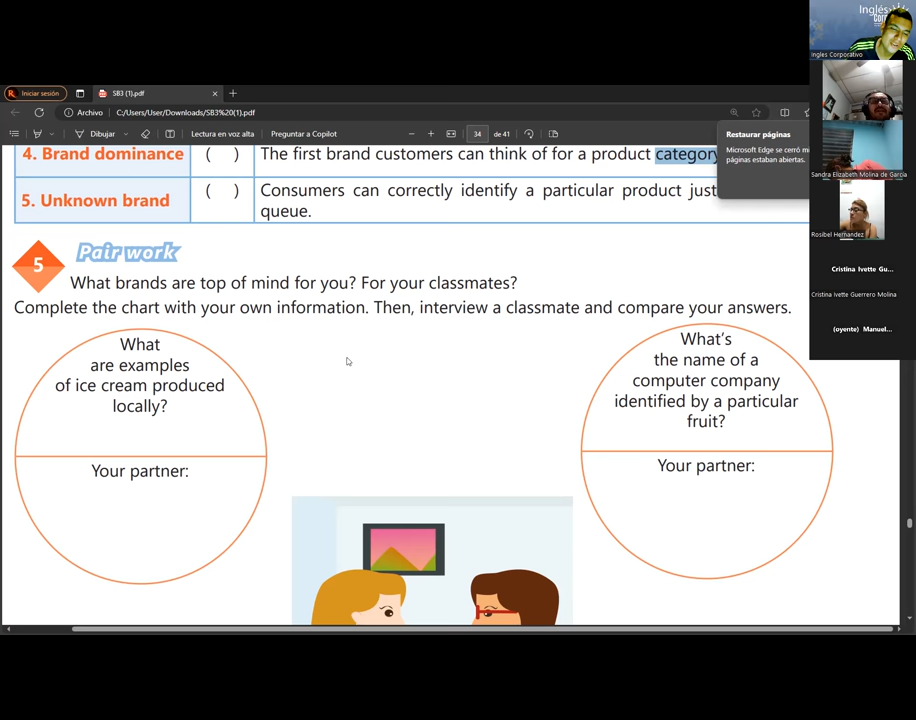 Inglés
Corp
Ingles Corporativo
Iniciar sesión
SB3 (1).pdf
Archivo
C:/Users/User/Downloads/SB3%20(1).pdf
Dibujar
Lectura en voz alta
Preguntar a Copilot
34
de 41
Restaurar páginas
Microsoft Edge se cerró mi
páginas estaban abiertas.
Sandra Elizabeth Molina de Garcia
Rosibel Hernandez
Cristina Ivette Gu...
Cristina Ivette Guerrero Molina
(oyente) Manuel...
4. Brand dominance ( ) The first brand customers can think of for a product category
5. Unknown brand ( ) Consumers can correctly identify a particular product just
queue.
5 Pair work
What brands are top of mind for you? For your classmates?
Complete the chart with your own information. Then, interview a classmate and compare your answers.
What
are examples
of ice cream produced
locally?
Your partner:
What's
the name of a
computer company
identified by a particular
fruit?
Your partner: